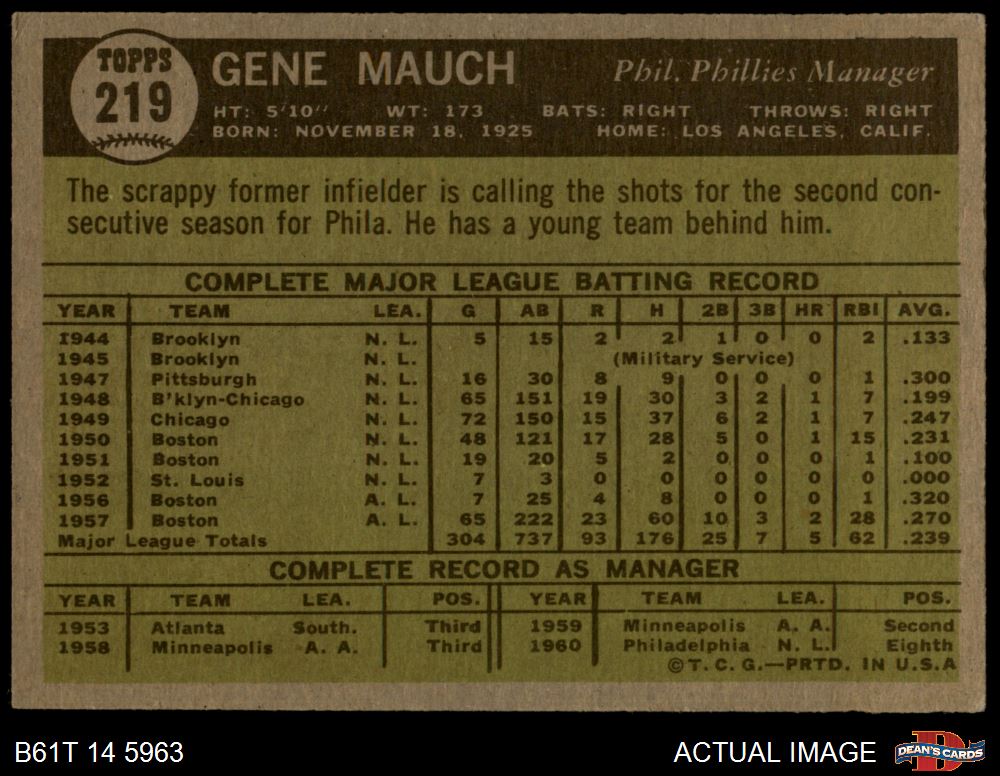 TOPPS
219
GENE MAUCH Phil. Phillies Manager
HT: 5'10" WT: 173 BATS: RIGHT THROWS: RIGHT
BORN: NOVEMBER 18, 1925 HOME: LOS ANGELES, CALIF.
The scrappy former infielder is calling the shots for the second con-
secutive season for Phila. He has a young team behind him.
COMPLETE MAJOR LEAGUE BATTING RECORD
YEAR TEAM LEA. G AB R H 2B 3B HR RBI AVG.
1944 Brooklyn N. L. 5 15 2 2 1 0 0 2 .133
1945 Brooklyn N. L. (Military Service)
1947 Pittsburgh N. L. 16 30 8 9 0 0 0 1 .300
1948 B'klyn-Chicago N. L. 65 151 19 30 3 2 1 7 .199
1949 Chicago N. L. 72 150 15 37 6 2 1 7 .247
1950 Boston N. L. 48 121 17 28 5 0 1 15 .231
1951 Boston N. L. 19 20 5 2 0 0 0 1 .100
1952 St. Louis N. L. 7 3 0 0 0 0 0 0 .000
1956 Boston A. L. 7 25 4 8 0 0 0 1 .320
1957 Boston A. L. 65 222 23 60 10 3 2 28 .270
Major League Totals 304 737 93 176 25 7 5 62 .239
COMPLETE RECORD AS MANAGER
YEAR TEAM LEA. POS. YEAR TEAM LEA. POS.
1953 Atlanta South. Third 1959 Minneapolis A. A. Second
1958 Minneapolis A. A. Third 1960 Philadelphia N. L. Eighth
©T. C. G.—PRTD. IN U.S.A
B61T 14 5963 ACTUAL IMAGE D DEAN'S CARDS